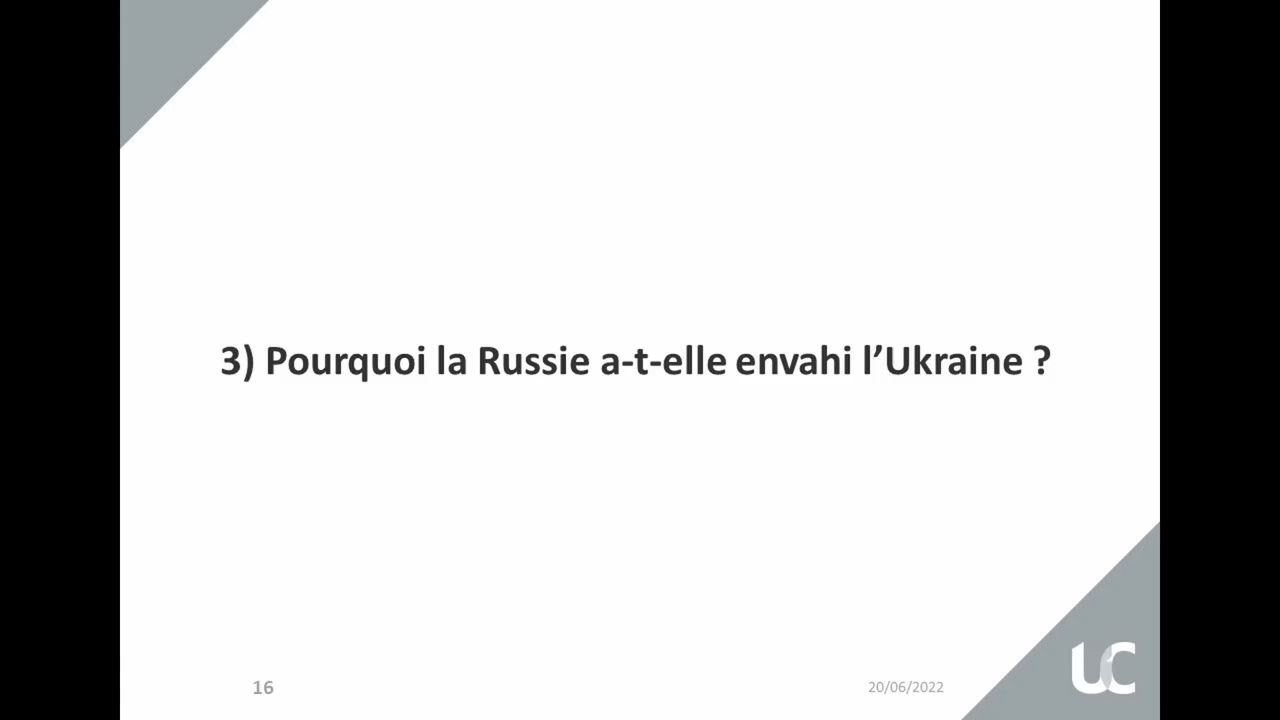 3) Pourquoi la Russie a-t-elle envahi l’Ukraine ?
16
20/06/2022
UC